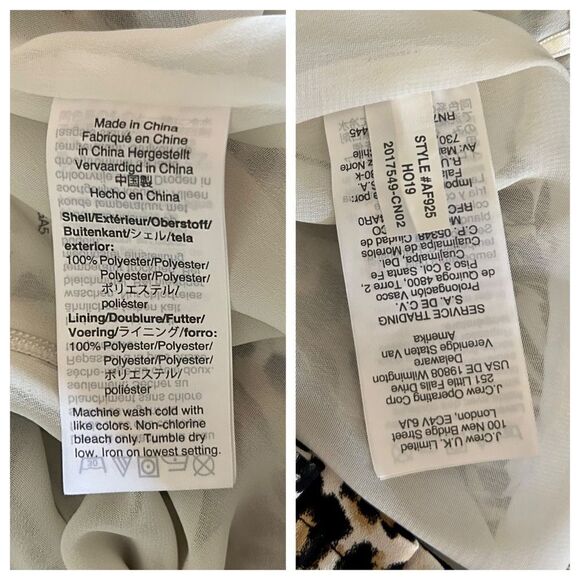 Made in China
Fabriqué en Chine
in China Hergestellt
Vervaardigd in China
中国製
Hecho en China
Shell/Extérieur/Oberstoff/
Buitenkant/シェル/tela
exterior:
100% Polyester/Polyester/
Polyester/Polyester/
ポリエステル/
poliéster
Lining/Doublure/Futter/
Voering/ライニング/forro:
100% Polyester/Polyester/
Polyester/Polyester/
ポリエステル/
poliéster
Machine wash cold with
like colors. Non-chlorine
bleach only. Tumble dry
low. Iron on lowest setting.
30
STYLE #AF925
HO19
2017549-CN02
J.Crew U.K. Limited
100 New Bridge Street
London, EC4V 6JA
J.Crew Operating Corp
251 Little Falls Drive
USA DE 19808 Wilmington
Delaware
Verenigde Staten Van
Amerika
SERVICE TRADING
S.A. DE C.V.
Prolongación Vasco
de Quiroga 4800, Torre 2,
Piso 3 Col. Santa Fe
Cuajimalpa, Del.
Cuajimalpa de Morelos
C.P. 05348 Ciudad de